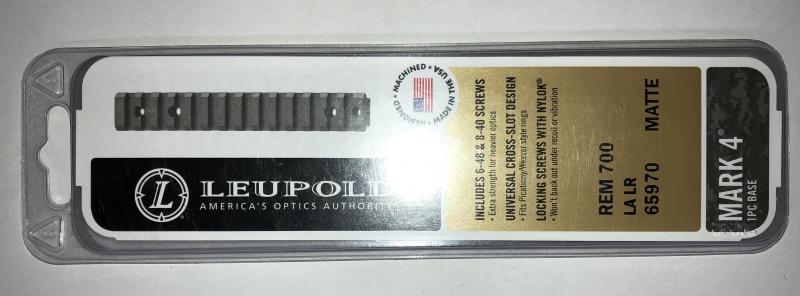 DESIGNED • MACHINED
MADE IN THE USA
L
LEUPOLD
AMERICA'S OPTICS AUTHORITY
INCLUDES 6-48 & 8-40 SCREWS
• Extra strength for heavier optics
UNIVERSAL CROSS-SLOT DESIGN
• Fits Picatinny/Weaver style rings
LOCKING SCREWS WITH NYLOK®
• Won't back out under recoil or vibration
REM 700
LA LR
65970 MATTE
MARK 4®
1PC BASE